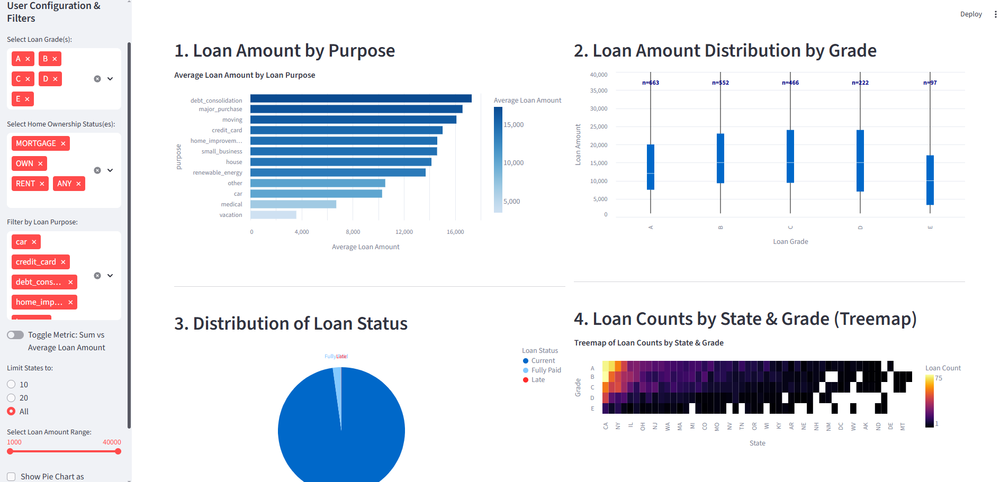 User Configuration &
Filters
Select Loan Grade(s):
A ×
B ×
C ×
D ×
E ×
Select Home Ownership Status(es):
MORTGAGE ×
OWN ×
RENT ×
ANY ×
Filter by Loan Purpose:
car ×
credit_card ×
debt_cons... ×
home_imp... ×
Toggle Metric: Sum vs
Average Loan Amount
Limit States to:
10
20
All
Select Loan Amount Range:
1000
40000
Show Pie Chart as
Deploy
1. Loan Amount by Purpose
Average Loan Amount by Loan Purpose
purpose
debt_consolidation
major_purchase
moving
credit_card
home_improvem…
small_business
house
renewable_energy
other
car
medical
vacation
0
4,000
8,000
12,000
16,000
Average Loan Amount
Average Loan Amount
15,000
10,000
5,000
2. Loan Amount Distribution by Grade
Loan Amount
40,000
35,000
30,000
25,000
20,000
15,000
10,000
5,000
0
n=663
n=552
n=466
n=222
n=97
A
B
C
D
E
Loan Grade
3. Distribution of Loan Status
Fully Paid
Late
Loan Status
Current
Fully Paid
Late
4. Loan Counts by State & Grade (Treemap)
Treemap of Loan Counts by State & Grade
Grade
A
B
C
D
E
CA
NY
IL
OH
NJ
WA
MA
MI
CO
MO
NV
TN
OR
WI
KY
AR
NE
NH
NM
DC
WV
AK
ND
DE
MT
State
Loan Count
75
1